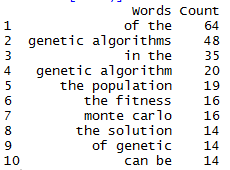 Words Count
1 of the 64
2 genetic algorithms 48
3 in the 35
4 genetic algorithm 20
5 the population 19
6 the fitness 16
7 monte carlo 16
8 the solution 14
9 of genetic 14
10 can be 14